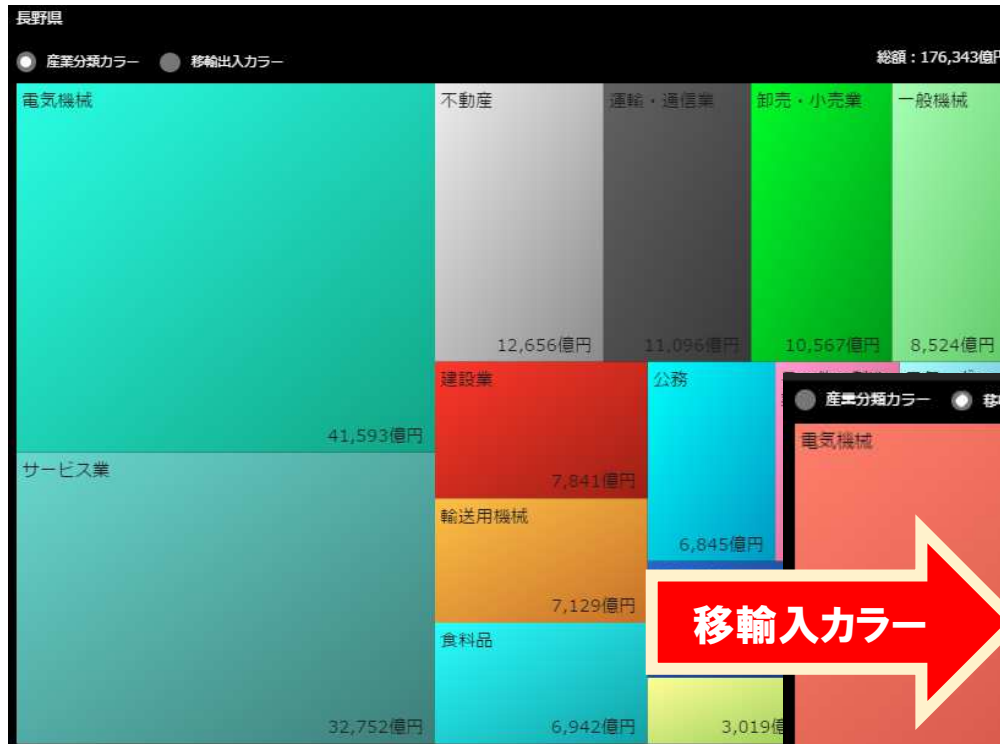 長野県
産業分類カラー
移輸出入カラー
総額：176,343億円
電気機械
41,593億円
不動産
12,656億円
運輸・通信業
11,096億円
卸売・小売業
10,567億円
一般機械
8,524億円
サービス業
32,752億円
建設業
7,841億円
公務
6,845億円
輸送用機械
7,129億円
食料品
6,942億円
3,019億
産業分類カラー
移
電気機械
移輸入カラー